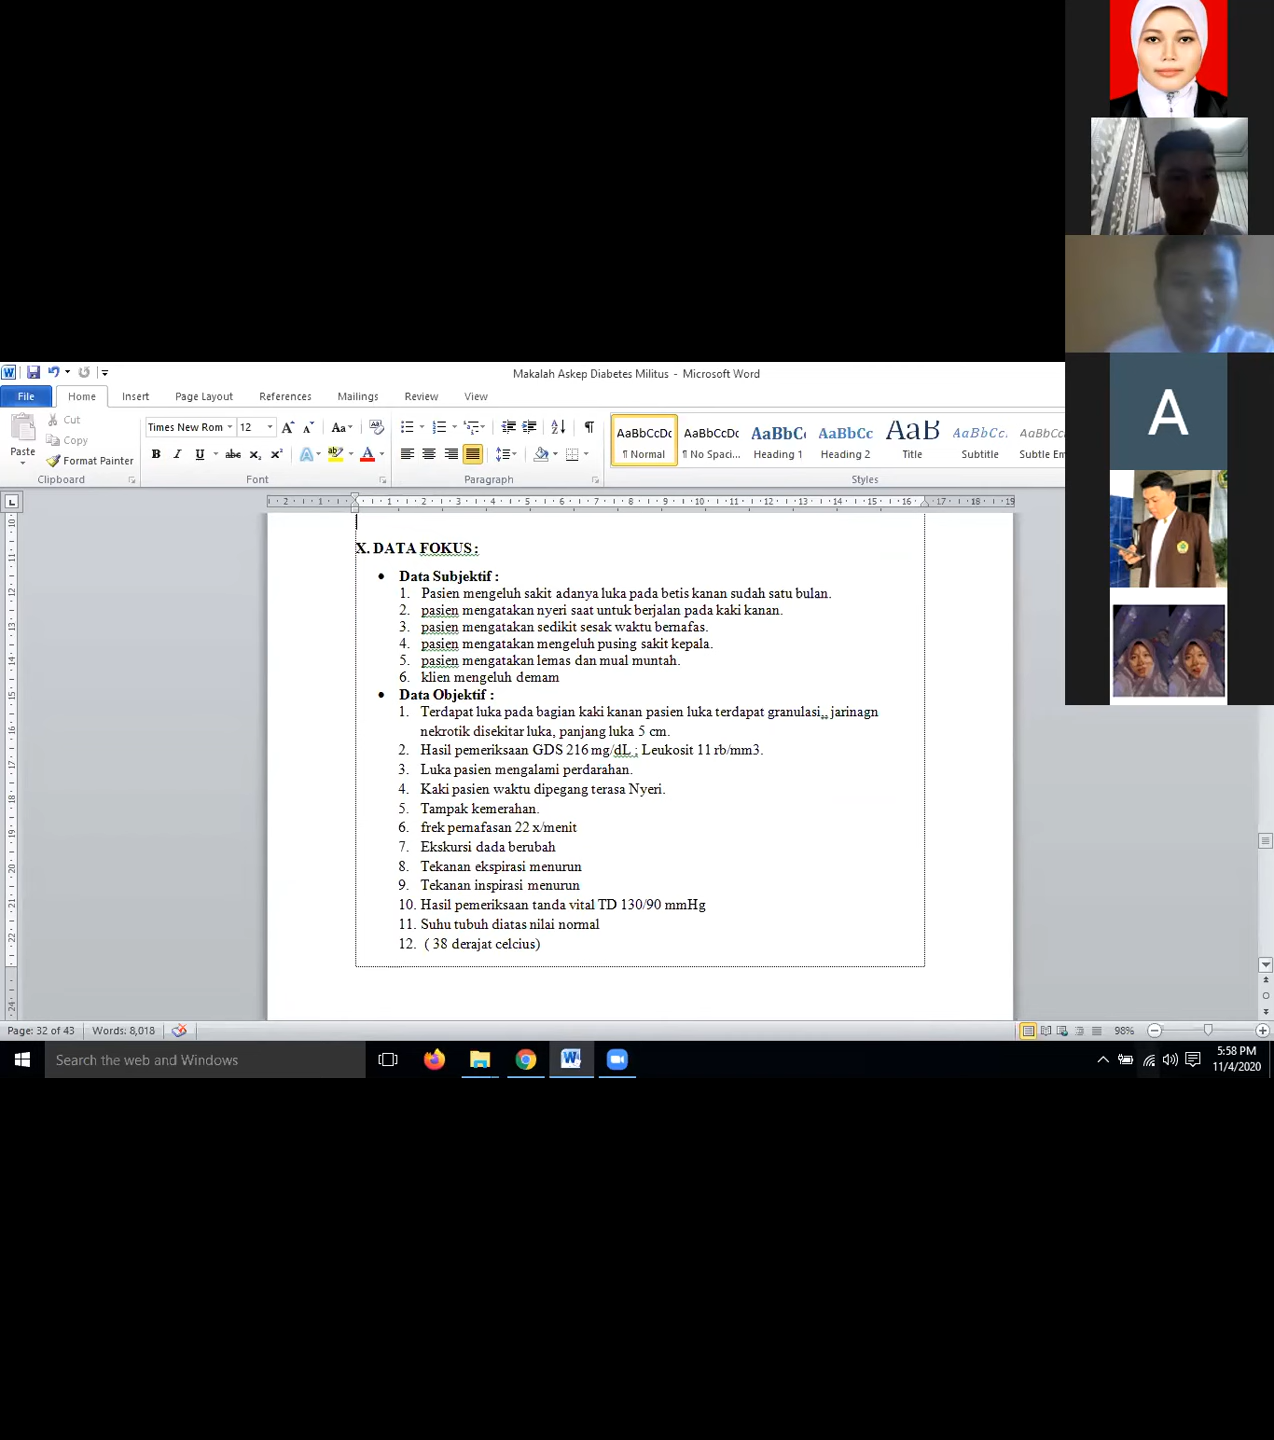 Makalah Askep Diabetes Militus - Microsoft Word
File Home Insert Page Layout References Mailings Review View
Cut
Copy
Paste
Format Painter
Clipboard
Times New Rom 12
Font
Paragraph
AaBbCcDc AaBbCcDc AaBbC AaBbCc AaB AaBbCc. AaBbCcDc
¶ Normal ¶ No Spaci... Heading 1 Heading 2 Title Subtitle Subtle Em
Styles
X. DATA FOKUS :
• Data Subjektif :
1. Pasien mengeluh sakit adanya luka pada betis kanan sudah satu bulan.
2. pasien mengatakan nyeri saat untuk berjalan pada kaki kanan.
3. pasien mengatakan sedikit sesak waktu bernafas.
4. pasien mengatakan mengeluh pusing sakit kepala.
5. pasien mengatakan lemas dan mual muntah.
6. klien mengeluh demam
• Data Objektif :
1. Terdapat luka pada bagian kaki kanan pasien luka terdapat granulasi,, jarinagn
nekrotik disekitar luka, panjang luka 5 cm.
2. Hasil pemeriksaan GDS 216 mg/dL ; Leukosit 11 rb/mm3.
3. Luka pasien mengalami perdarahan.
4. Kaki pasien waktu dipegang terasa Nyeri.
5. Tampak kemerahan.
6. frek pernafasan 22 x/menit
7. Ekskursi dada berubah
8. Tekanan ekspirasi menurun
9. Tekanan inspirasi menurun
10. Hasil pemeriksaan tanda vital TD 130/90 mmHg
11. Suhu tubuh diatas nilai normal
12. ( 38 derajat celcius)
Page: 32 of 43 Words: 8,018 98%
Search the web and Windows
5:58 PM
11/4/2020
A